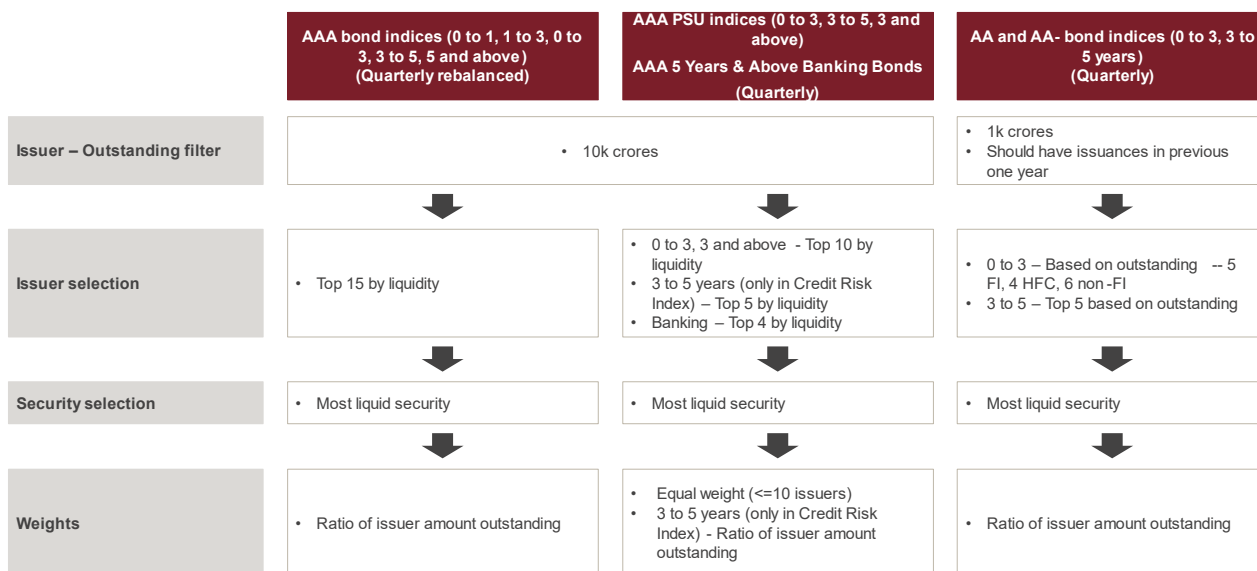 AAA bond indices (0 to 1, 1 to 3, 0 to
3, 3 to 5, 5 and above)
(Quarterly rebalanced)
AAA PSU indices (0 to 3, 3 to 5, 3 and
above)
AAA 5 Years & Above Banking Bonds
(Quarterly)
AA and AA- bond indices (0 to 3, 3 to
5 years)
(Quarterly)
Issuer – Outstanding filter
• 10k crores
• 1k crores
• Should have issuances in previous
one year
Issuer selection
• Top 15 by liquidity
• 0 to 3, 3 and above - Top 10 by
liquidity
• 3 to 5 years (only in Credit Risk
Index) – Top 5 by liquidity
• Banking – Top 4 by liquidity
• 0 to 3 – Based on outstanding -- 5
FI, 4 HFC, 6 non -FI
• 3 to 5 – Top 5 based on outstanding
Security selection
• Most liquid security
• Most liquid security
• Most liquid security
Weights
• Ratio of issuer amount outstanding
• Equal weight (<=10 issuers)
• 3 to 5 years (only in Credit Risk
Index) - Ratio of issuer amount
outstanding
• Ratio of issuer amount outstanding